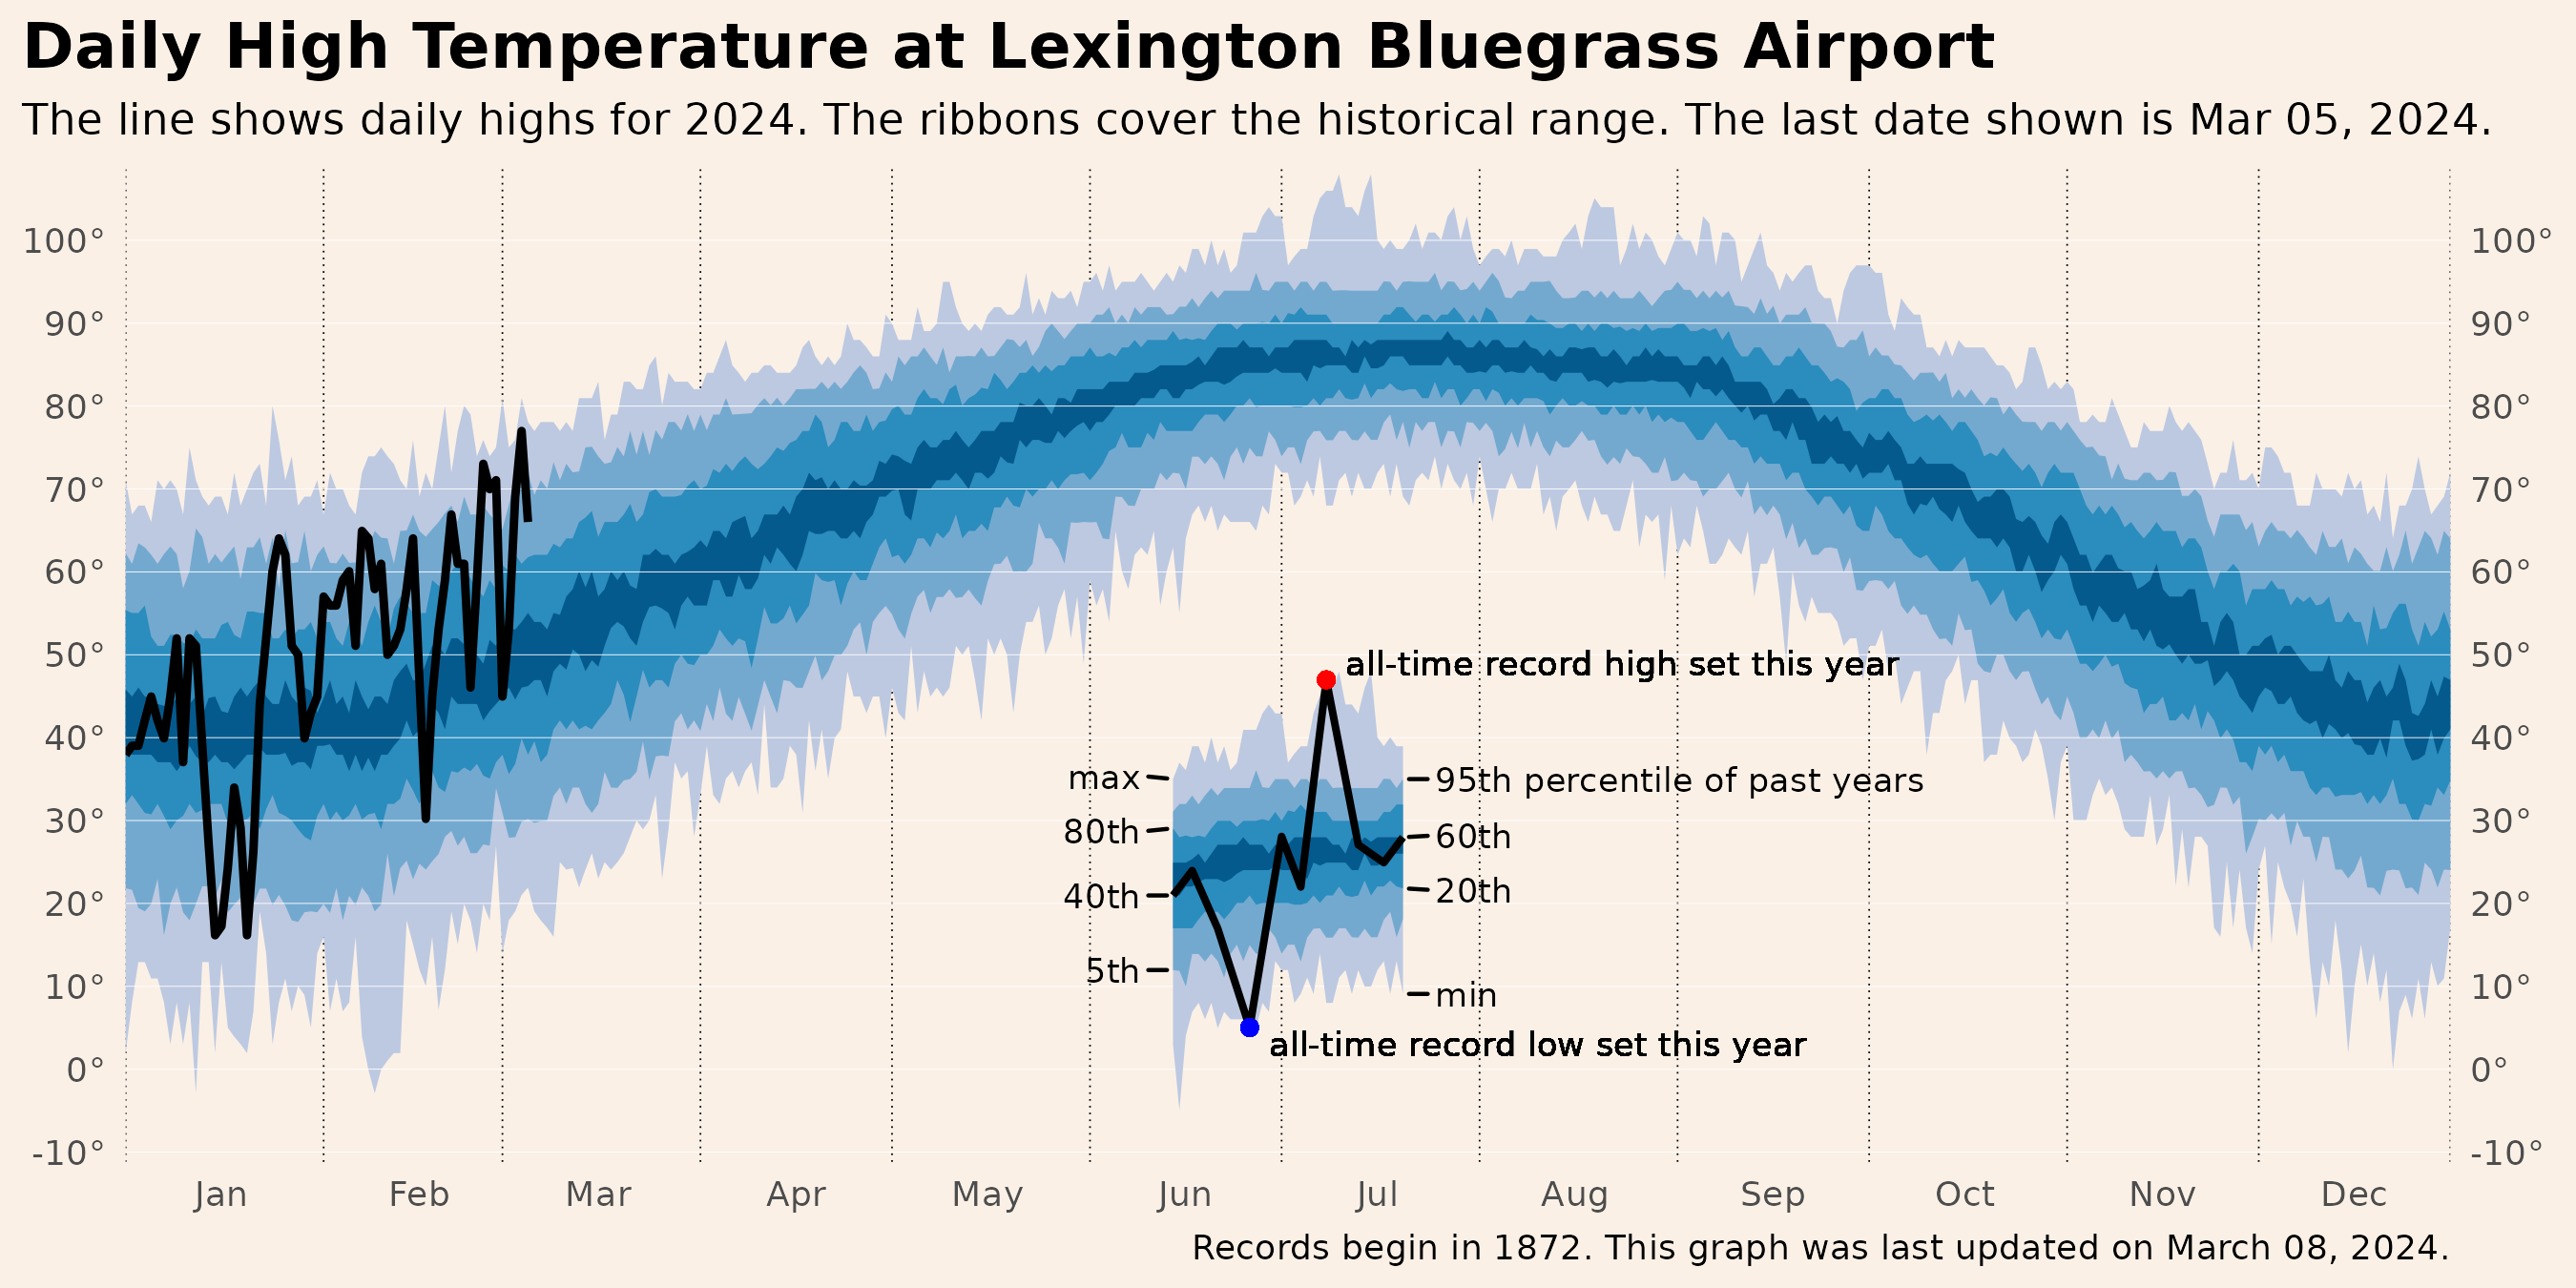 Daily High Temperature at Lexington Bluegrass Airport
The line shows daily highs for 2024. The ribbons cover the historical range. The last date shown is Mar 05, 2024.
100° 100°
90° 90°
80° 80°
70° 70°
60° 60°
50° 50°
all-time record high set this year
40° 40°
max 95th percentile of past years
30° 30°
80th 60th
40th 20th
20° 20°
5th
10° 10°
min
all-time record low set this year
0° 0°
-10° -10°
Jan Feb Mar Apr May Jun Jul Aug Sep Oct Nov Dec
Records begin in 1872. This graph was last updated on March 08, 2024.